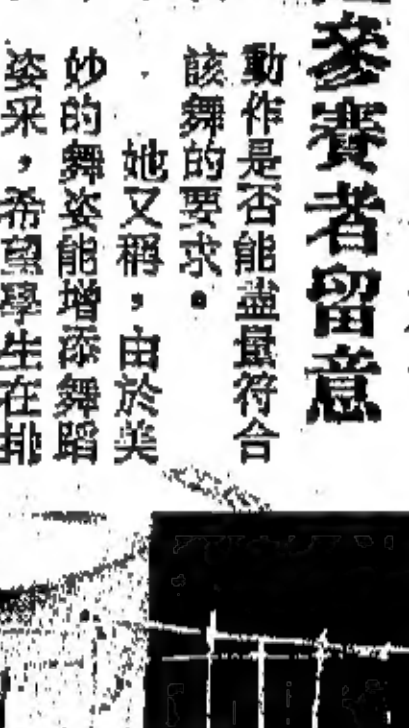 參賽者留意
動作是否能盡量符合
該舞的要求。
她又稱，由於美
妙的舞姿能增添舞蹈
姿采，希望學生在排